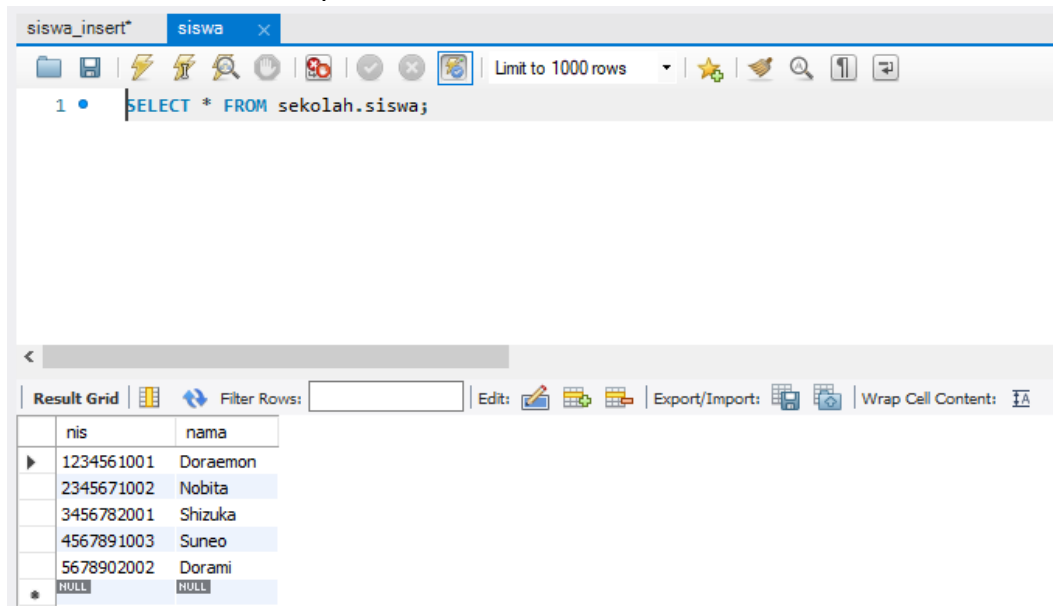 siswa_insert* siswa ×
Limit to 1000 rows
1 SELECT * FROM sekolah.siswa;
Result Grid Filter Rows: Edit: Export/Import: Wrap Cell Content: IA
nis nama
1234561001 Doraemon
2345671002 Nobita
3456782001 Shizuka
4567891003 Suneo
5678902002 Dorami
NULL NULL